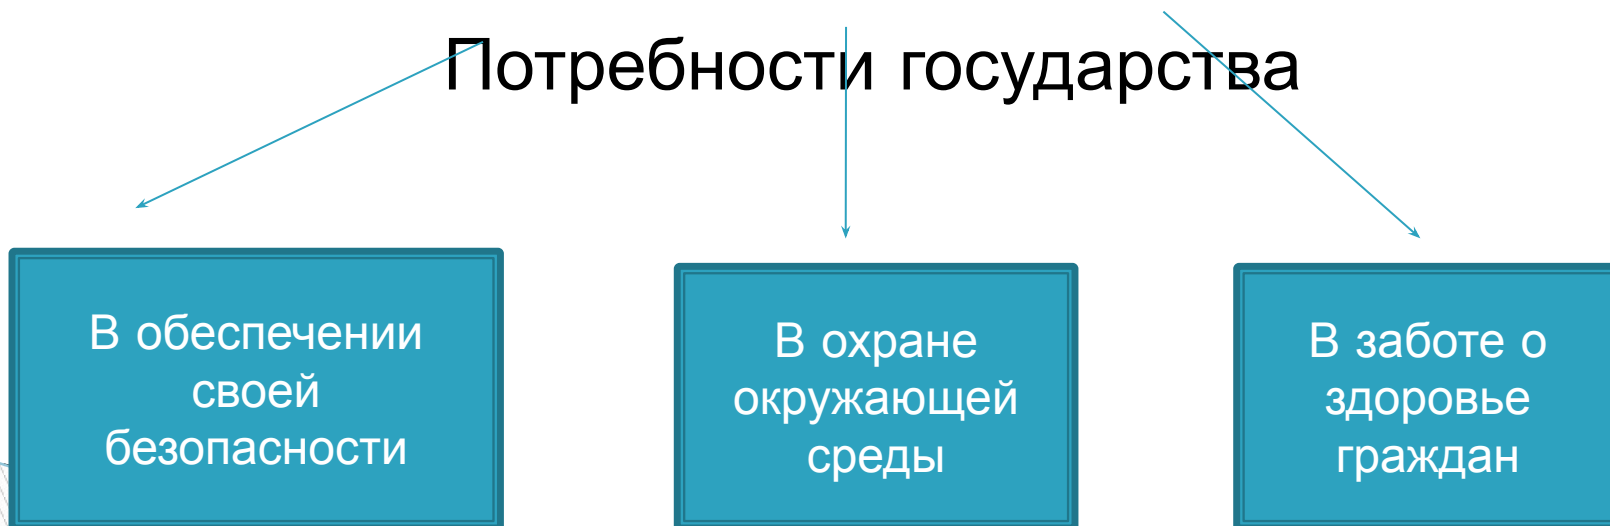 Потребности государства
В обеспечении
своей
безопасности
В охране
окружающей
среды
В заботе о
здоровье
граждан